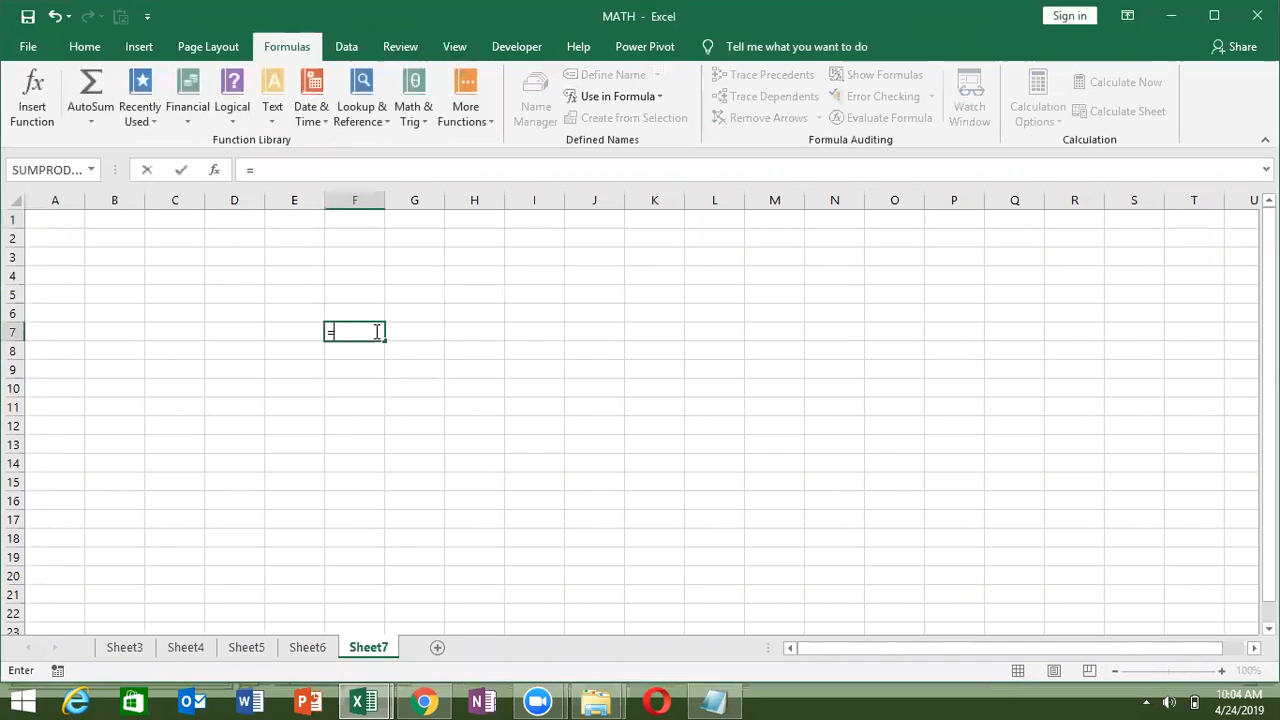 MATH - Excel
Sign in
File Home Insert Page Layout Formulas Data Review View Developer Help Power Pivot Tell me what you want to do Share
Insert Function
AutoSum
Recently Used
Financial
Logical
Text
Date & Time
Lookup & Reference
Math & Trig
More Functions
Function Library
Name Manager
Define Name
Use in Formula
Create from Selection
Defined Names
Trace Precedents
Trace Dependents
Remove Arrows
Show Formulas
Error Checking
Evaluate Formula
Formula Auditing
Watch Window
Calculation Options
Calculate Now
Calculate Sheet
Calculation
SUMPROD... fx =
A B C D E F G H I J K L M N O P Q R S T U
1
2
3
4
5
6
7 =
8
9
10
11
12
13
14
15
16
17
18
19
20
21
22
23
Sheet3 Sheet4 Sheet5 Sheet6 Sheet7
Enter 100%
10:04 AM
4/24/2019